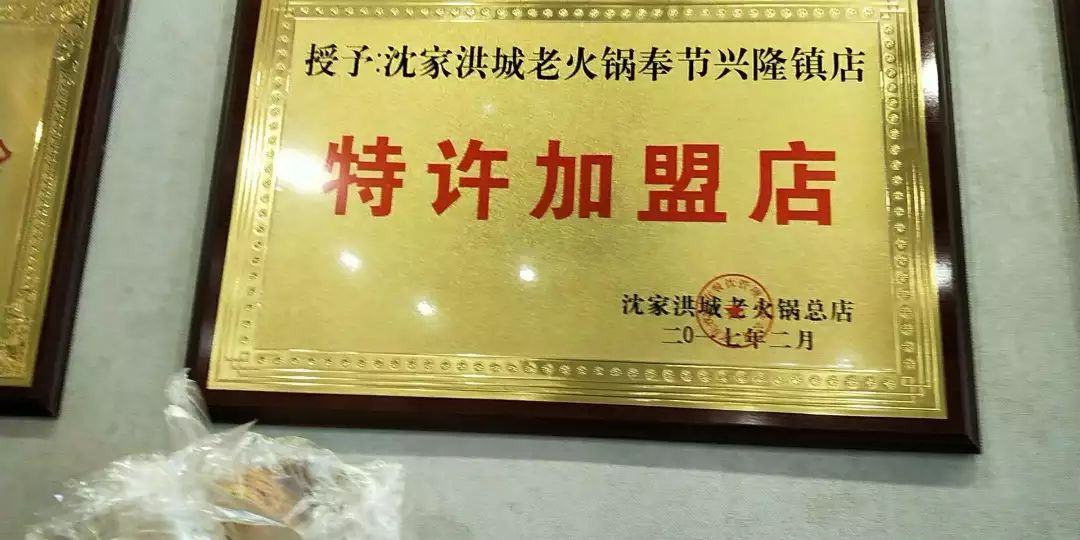 授予:沈家洪城老火锅奉节兴隆镇店
特许加盟店
沈家洪城老火锅总店
二0一七年二月